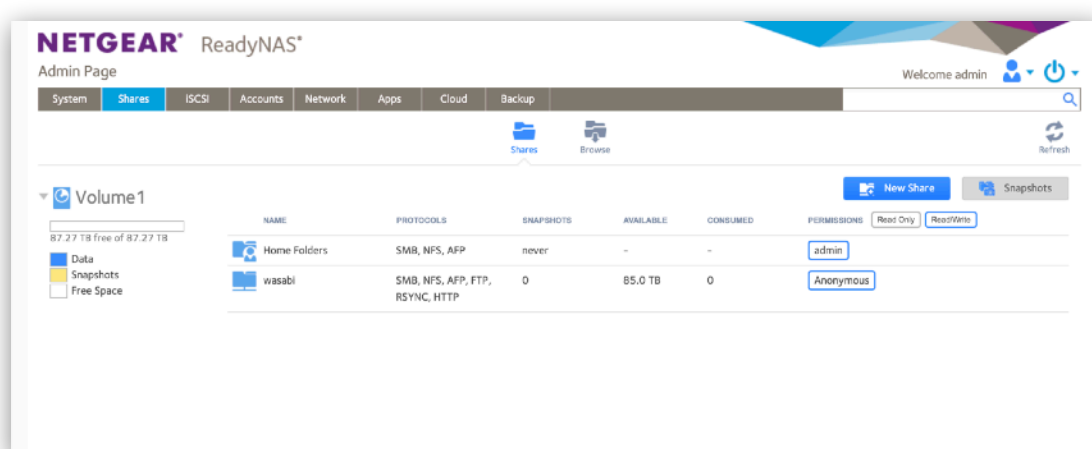 NETGEAR® ReadyNAS®
Admin Page
Welcome admin
System Shares iSCSI Accounts Network Apps Cloud Backup
Shares Browse Refresh
Volume1
New Share Snapshots
87.27 TB free of 87.27 TB
Data
Snapshots
Free Space
NAME PROTOCOLS SNAPSHOTS AVAILABLE CONSUMED PERMISSIONS Read Only Read/Write
Home Folders SMB, NFS, AFP never - - admin
wasabi SMB, NFS, AFP, FTP, 0 85.0 TB 0 Anonymous
RSYNC, HTTP